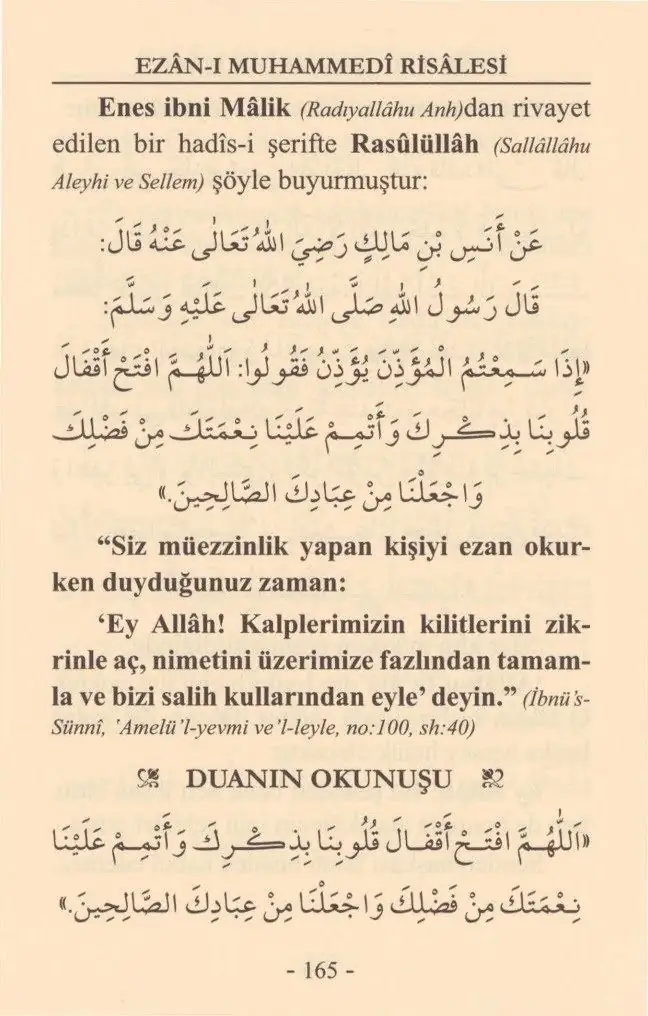 EZÂN-I MUHAMMEDÎ RİSÂLESİ
Enes ibni Mâlik (Radıyallâhu Anh)dan rivayet
edilen bir hadîs-i şerifte Rasûlüllâh (Sallâllâhu
Aleyhi ve Sellem) şöyle buyurmuştur:
عَنْ أَنَسِ بْنِ مَالِكٍ رَضِيَ اللهُ تَعَالٰى عَنْهُ قَالَ:
قَالَ رَسُولُ اللهِ صَلَّى اللهُ تَعَالٰى عَلَيْهِ وَسَلَّمَ:
«إِذَا سَمِعْتُمُ الْمُؤَذِّنَ يُؤَذِّنُ فَقُولُوا: اَللّٰهُمَّ افْتَحْ أَقْفَالَ
قُلُوبِنَا بِذِكْرِكَ وَأَتْمِمْ عَلَيْنَا نِعْمَتَكَ مِنْ فَضْلِكَ
وَاجْعَلْنَا مِنْ عِبَادِكَ الصَّالِحِينَ.»
“Siz müezzinlik yapan kişiyi ezan okur-
ken duyduğunuz zaman:
‘Ey Allâh! Kalplerimizin kilitlerini zik-
rinle aç, nimetini üzerimize fazlından tamam-
la ve bizi salih kullarından eyle’ deyin.” (İbnü's-
Sünnî, 'Amelü'l-yevmi ve'l-leyle, no:100, sh:40)
DUANIN OKUNUŞU
«اَللّٰهُمَّ افْتَحْ أَقْفَالَ قُلُوبِنَا بِذِكْرِكَ وَأَتْمِمْ عَلَيْنَا
نِعْمَتَكَ مِنْ فَضْلِكَ وَاجْعَلْنَا مِنْ عِبَادِكَ الصَّالِحِينَ.»
- 165 -